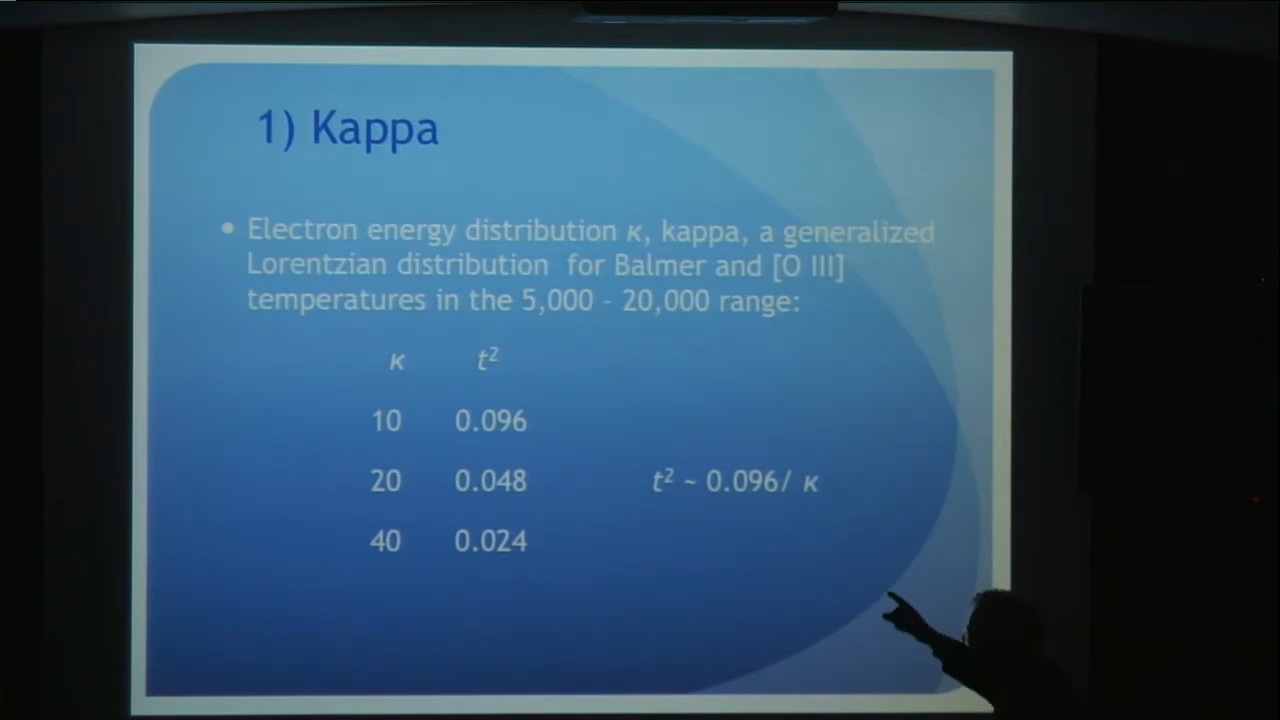 1) Kappa
• Electron energy distribution κ, kappa, a generalized
Lorentzian distribution for Balmer and [O III]
temperatures in the 5,000 – 20,000 range:
κ t²
10 0.096
20 0.048 t² ~ 0.096/ κ
40 0.024